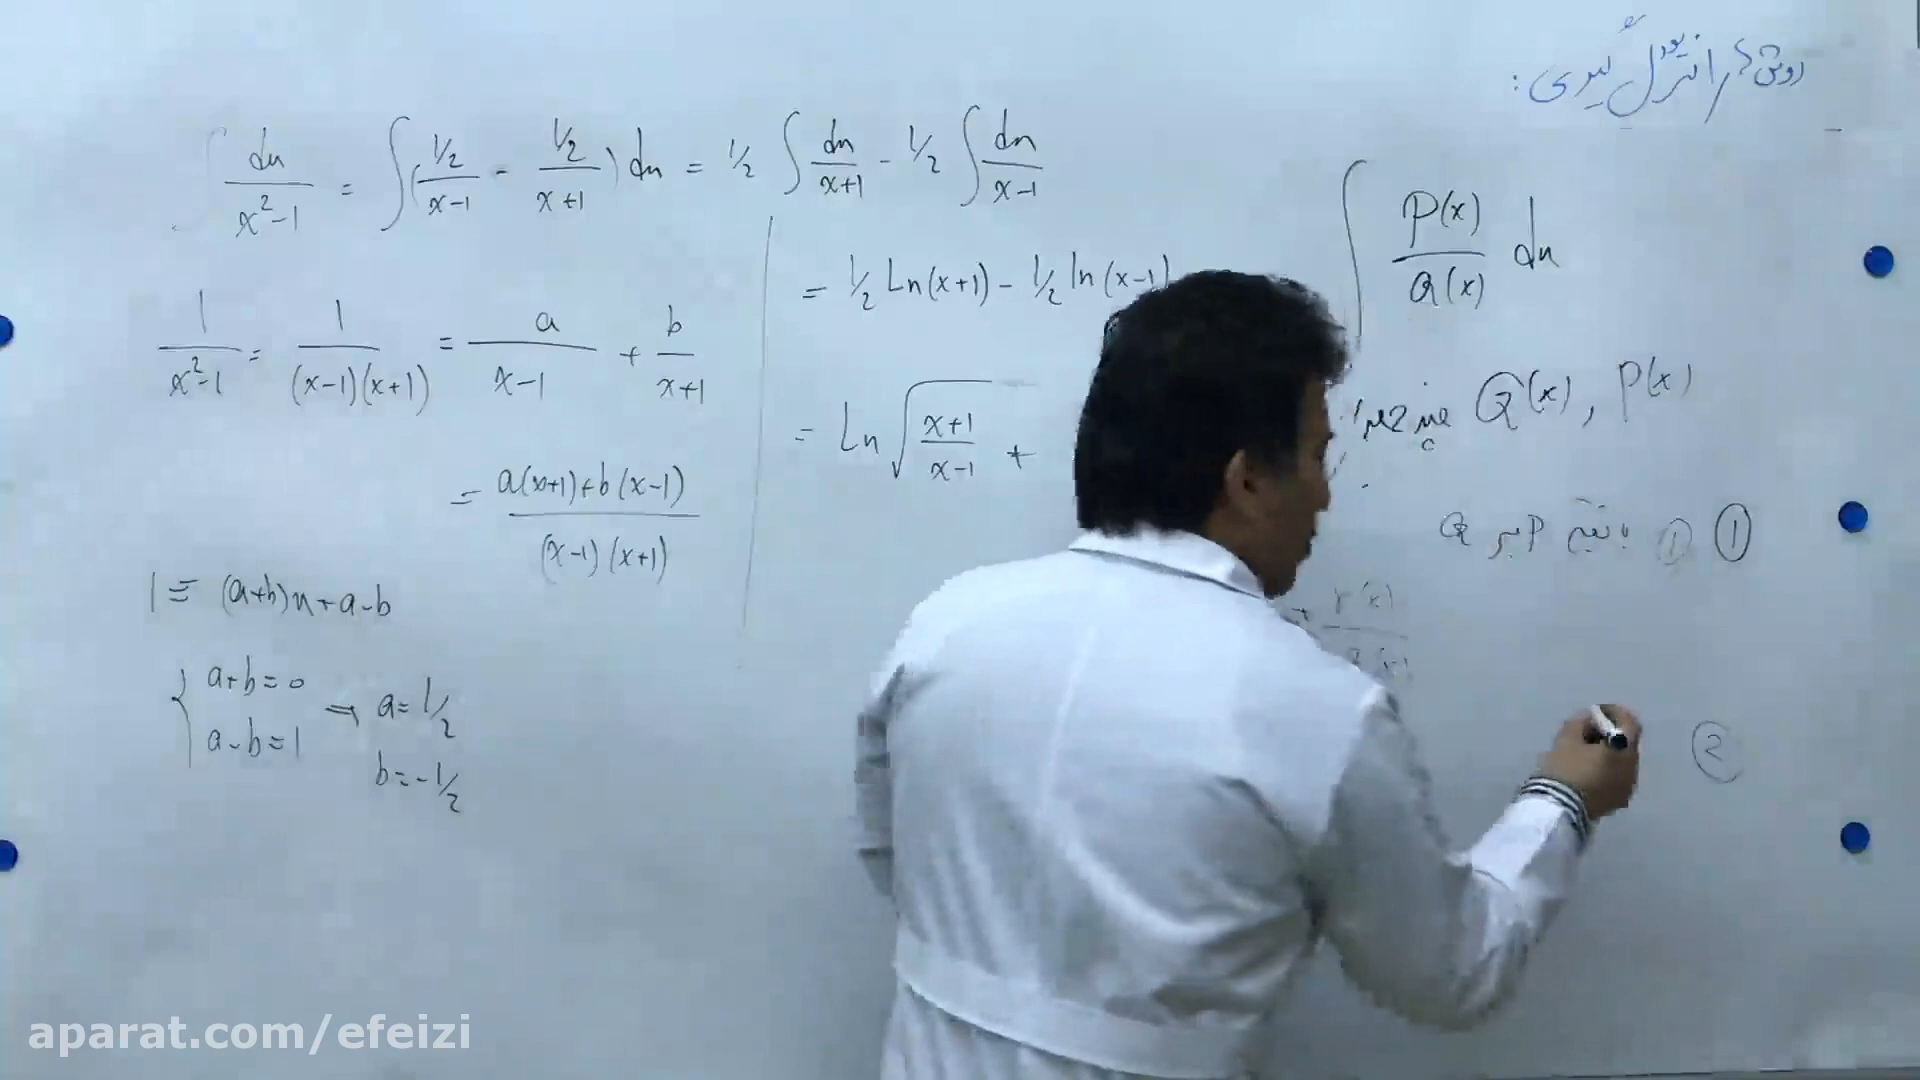 روش‌های انتگرال گیری:
∫ dx/(x²-1) = ∫ ((1/2)/(x-1) - (1/2)/(x+1)) dx = 1/2 ∫ dx/(x+1) - 1/2 ∫ dx/(x-1)
1/(x²-1) = 1/((x-1)(x+1)) = a/(x-1) + b/(x+1)
= (a(x+1)+b(x-1))/((x-1)(x+1))
1 ≡ (a+b)x+a-b
{ a+b=0
a-b=1
→ a=1/2
b=-1/2
= 1/2 Ln(x+1) - 1/2 ln(x-1)
= Ln √((x+1)/(x-1)) +
∫ P(x)/Q(x) dx
P(x) , Q(x)
① ① P بر Q
+ r(x)
②
aparat.com/efeizi